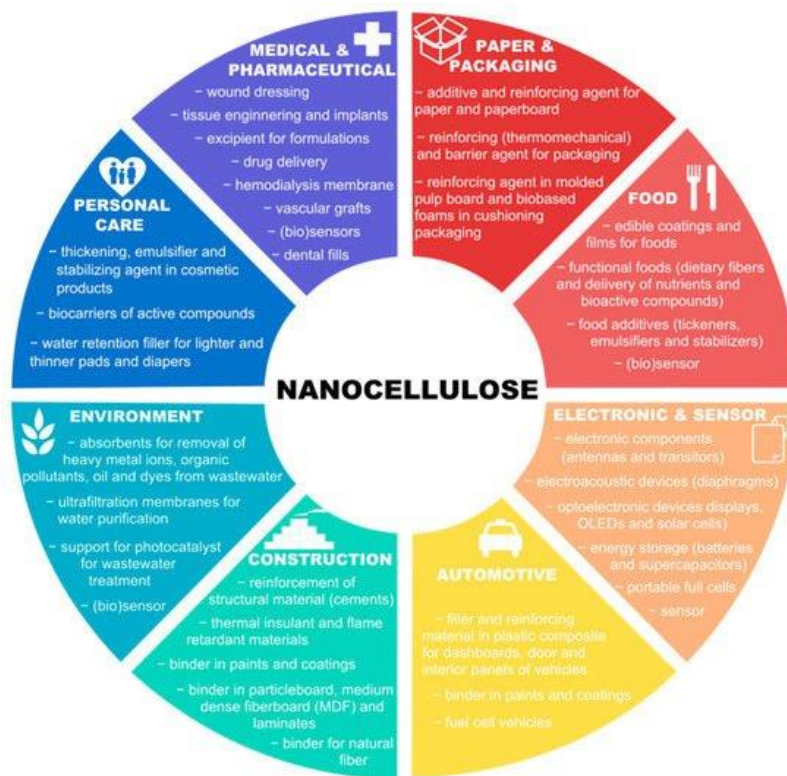 MEDICAL &
PHARMACEUTICAL
– wound dressing
– tissue enginnering and implants
– excipient for formulations
– drug delivery
– hemodialysis membrane
– vascular grafts
– (bio)sensors
– dental fills
PAPER &
PACKAGING
– additive and reinforcing agent for
paper and paperboard
– reinforcing (thermomechanical)
and barrier agent for packaging
– reinforcing agent in molded
pulp board and biobased
foams in cushioning
packaging
FOOD
– edible coatings and
films for foods
– functional foods (dietary fibers
and delivery of nutrients and
bioactive compounds)
– food additives (tickeners,
emulsifiers and stabilizers)
– (bio)sensor
ELECTRONIC & SENSOR
– electronic components
(antennas and transitors)
– electroacoustic devices (diaphragms)
– optoelectronic devices displays,
OLEDs and solar cells)
– energy storage (batteries
and supercapacitors)
– portable full cells
– sensor
AUTOMOTIVE
– filler and reinforcing
material in plastic composite
for dashboards, door and
interior panels of vehicles
– binder in paints and coatings
– fuel cell vehicles
CONSTRUCTION
– reinforcement of
structural material (cements)
– thermal insulant and flame
retardant materials
– binder in paints and coatings
– binder in particleboard, medium
dense fiberboard (MDF) and
laminates
– binder for natural
fiber
ENVIRONMENT
– absorbents for removal of
heavy metal ions, organic
pollutants, oil and dyes from wastewater
– ultrafiltration membranes for
water purification
– support for photocatalyst
for wastewater
treatment
– (bio)sensor
PERSONAL
CARE
– thickening, emulsifier and
stabilizing agent in cosmetic
products
– biocarriers of active compounds
– water retention filler for lighter and
thinner pads and diapers
NANOCELLULOSE